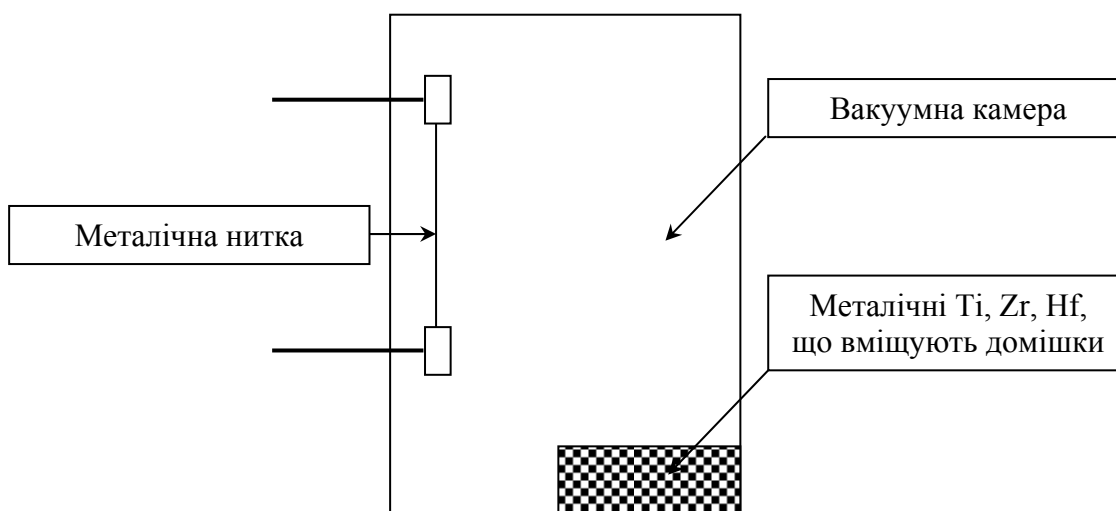 Вакуумна камера
Металічна нитка
Металічні Ti, Zr, Hf,
що вміщують домішки